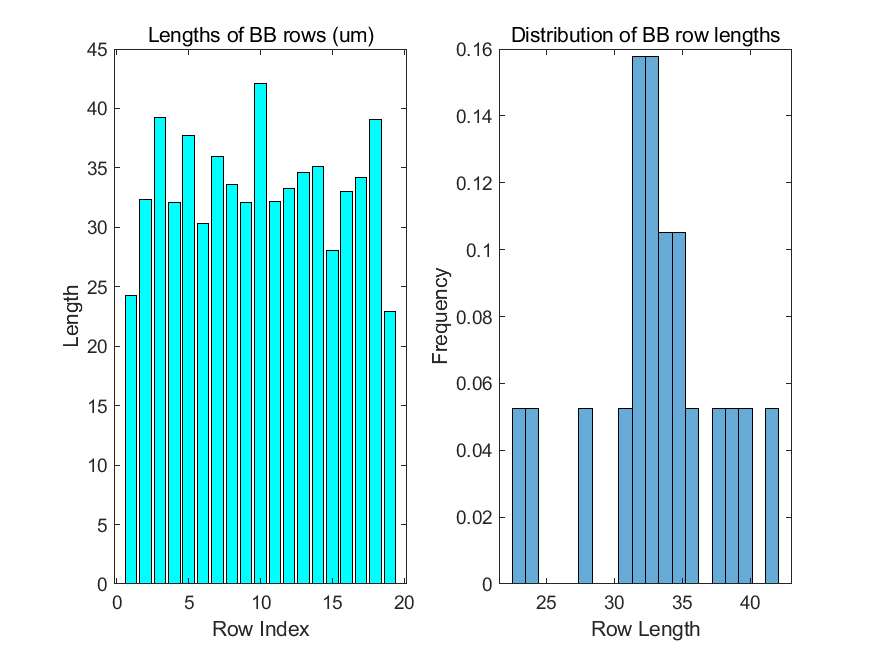 Lengths of BB rows (um)
45
40
35
30
25
20
15
10
5
0
Length
0 5 10 15 20
Row Index
Distribution of BB row lengths
0.16
0.14
0.12
0.1
0.08
0.06
0.04
0.02
0
Frequency
25 30 35 40
Row Length